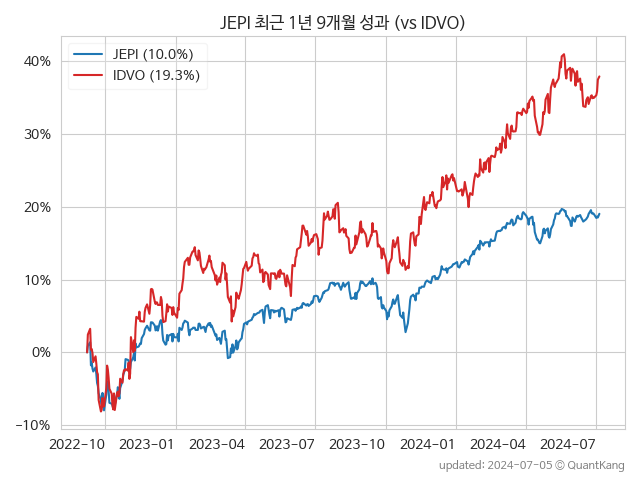 JEPI 최근 1년 9개월 성과 (vs IDVO)
JEPI (10.0%)
IDVO (19.3%)
40%
30%
20%
10%
0%
−10%
2022-10 2023-01 2023-04 2023-07 2023-10 2024-01 2024-04 2024-07
updated: 2024-07-05 © QuantKang